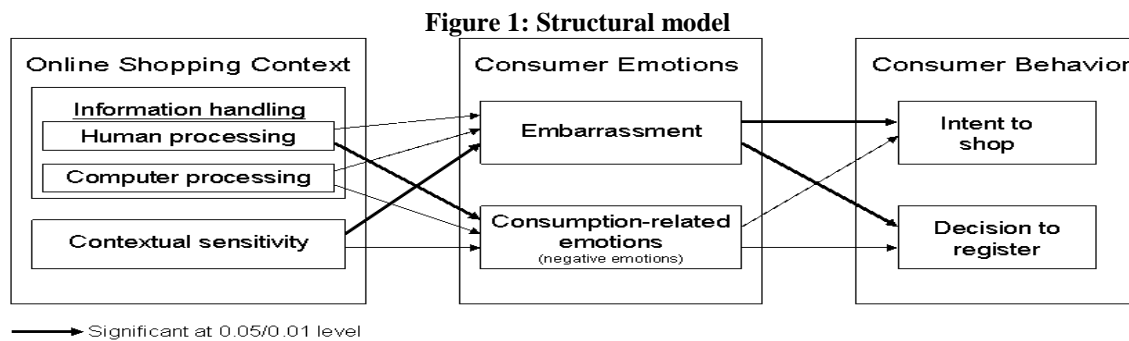 Figure 1: Structural model
Online Shopping Context
Information handling
Human processing
Computer processing
Contextual sensitivity
Consumer Emotions
Embarrassment
Consumption-related
emotions
(negative emotions)
Consumer Behavior
Intent to
shop
Decision to
register
Significant at 0.05/0.01 level